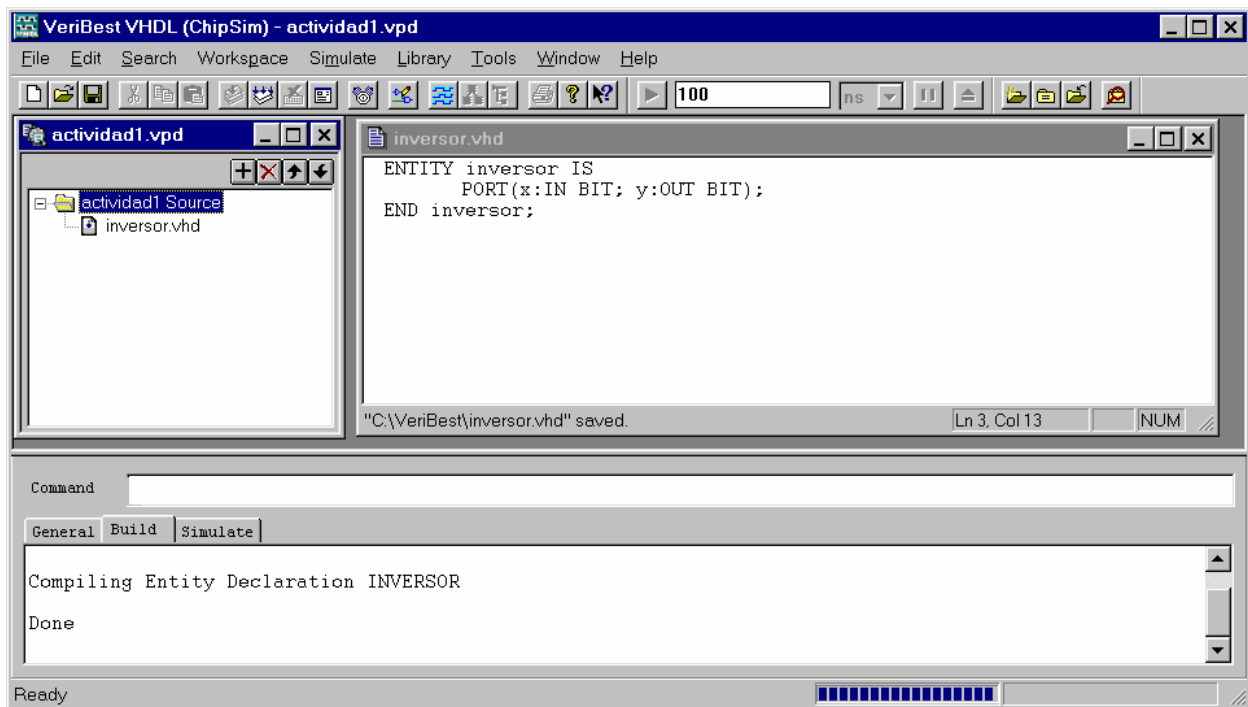 VeriBest VHDL (ChipSim) - actividad1.vpd
File Edit Search Workspace Simulate Library Tools Window Help
100 ns
actividad1.vpd
actividad1 Source
inversor.vhd
inversor.vhd
ENTITY inversor IS
PORT(x:IN BIT; y:OUT BIT);
END inversor;
"C:\VeriBest\inversor.vhd" saved. Ln 3, Col 13 NUM
Command
General Build Simulate
Compiling Entity Declaration INVERSOR
Done
Ready